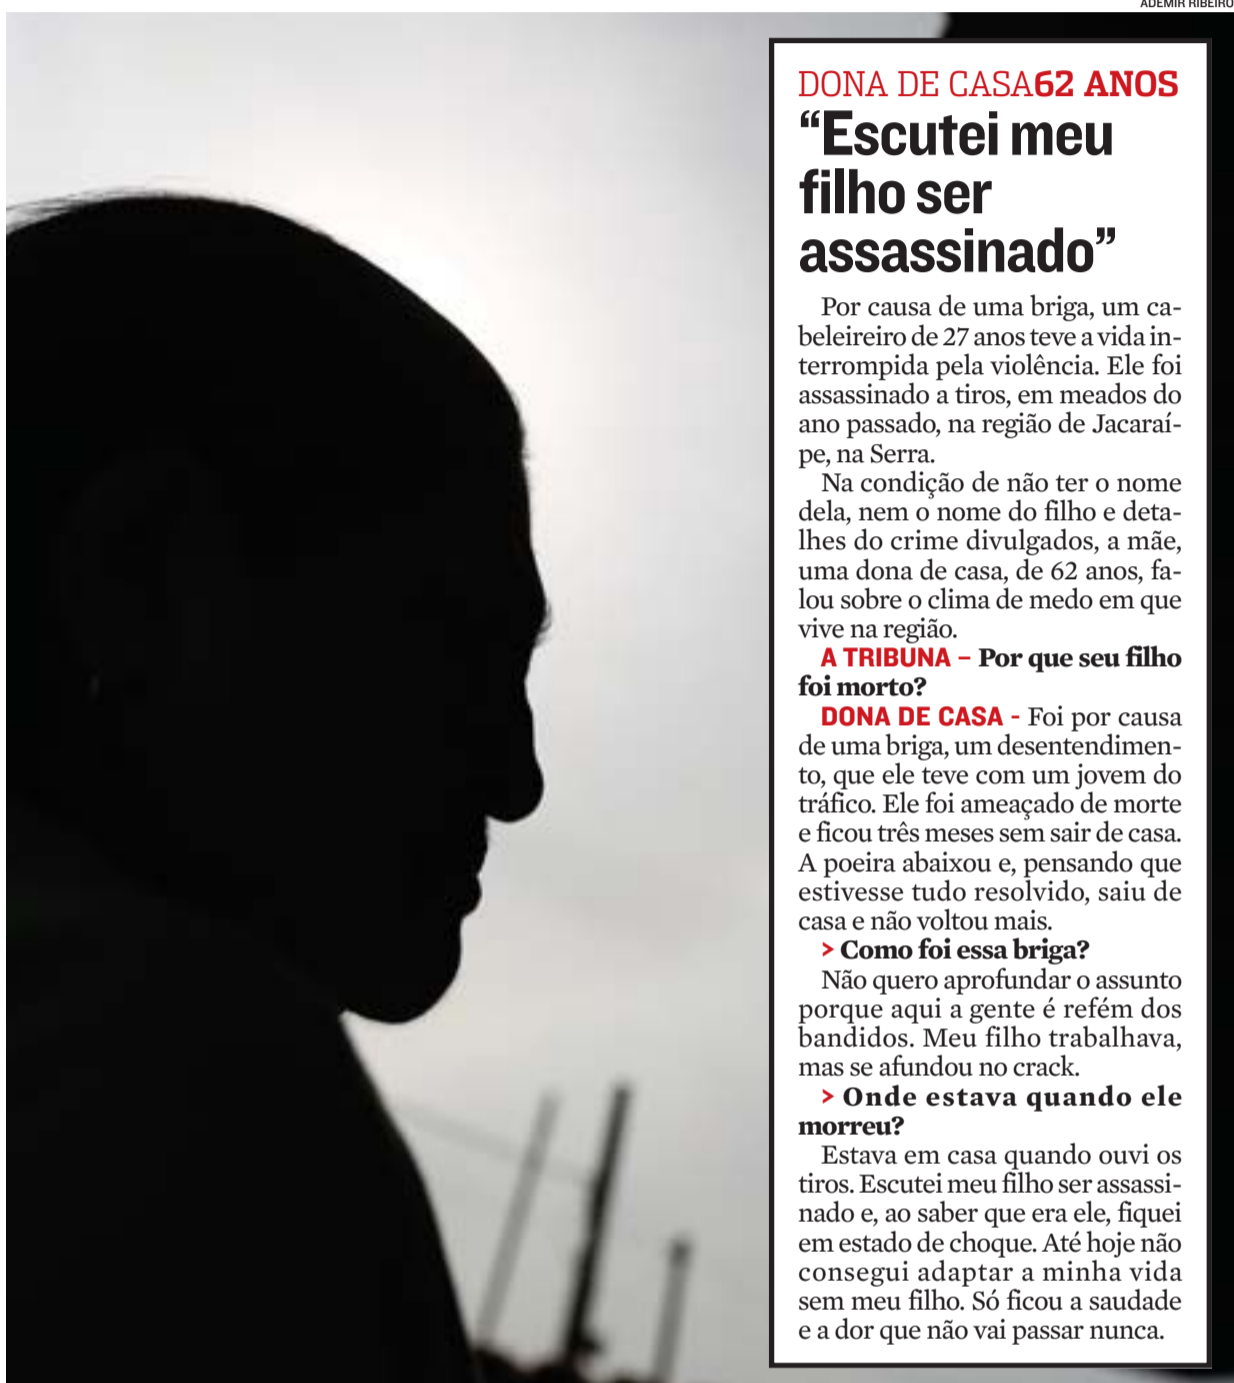 ADEMIR RIBEIRO
DONA DE CASA62 ANOS
“Escutei meu
filho ser
assassinado”
Por causa de uma briga, um ca-
beleireiro de 27 anos teve a vida in-
terrompida pela violência. Ele foi
assassinado a tiros, em meados do
ano passado, na região de Jacaraí-
pe, na Serra.
Na condição de não ter o nome
dela, nem o nome do filho e deta-
lhes do crime divulgados, a mãe,
uma dona de casa, de 62 anos, fa-
lou sobre o clima de medo em que
vive na região.
A TRIBUNA – Por que seu filho
foi morto?
DONA DE CASA - Foi por causa
de uma briga, um desentendimen-
to, que ele teve com um jovem do
tráfico. Ele foi ameaçado de morte
e ficou três meses sem sair de casa.
A poeira abaixou e, pensando que
estivesse tudo resolvido, saiu de
casa e não voltou mais.
> Como foi essa briga?
Não quero aprofundar o assunto
porque aqui a gente é refém dos
bandidos. Meu filho trabalhava,
mas se afundou no crack.
> Onde estava quando ele
morreu?
Estava em casa quando ouvi os
tiros. Escutei meu filho ser assassi-
nado e, ao saber que era ele, fiquei
em estado de choque. Até hoje não
consegui adaptar a minha vida
sem meu filho. Só ficou a saudade
e a dor que não vai passar nunca.